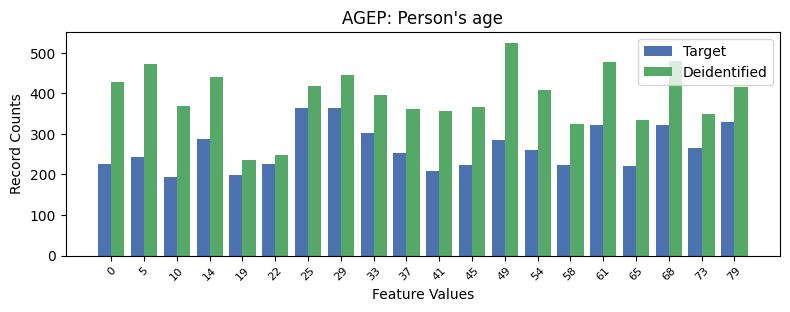 AGEP: Person's age
Target
Deidentified
500
400
300
200
100
0
Record Counts
0 5 10 14 19 22 25 29 33 37 41 45 49 54 58 61 65 68 73 79
Feature Values